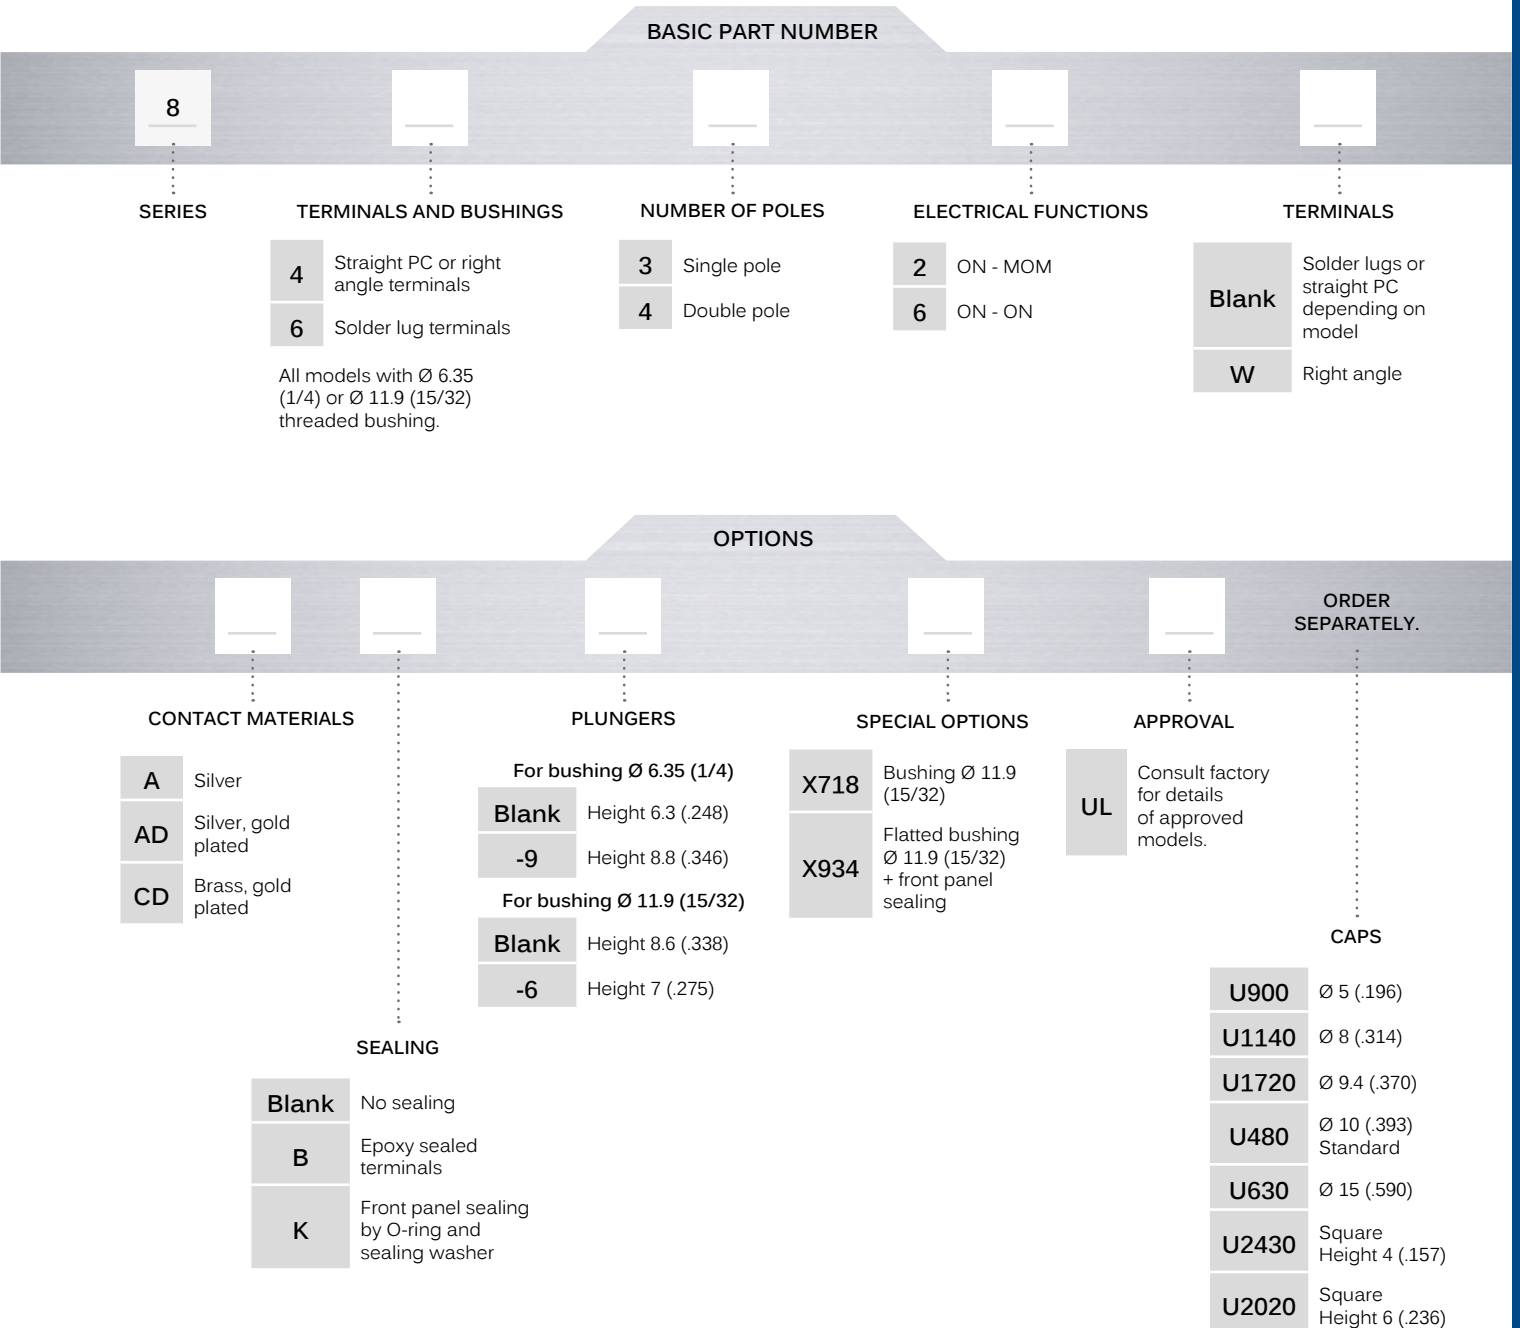 BASIC PART NUMBER
8
SERIES
TERMINALS AND BUSHINGS
4
Straight PC or right
angle terminals
6
Solder lug terminals
All models with Ø 6.35
(1/4) or Ø 11.9 (15/32)
threaded bushing.
NUMBER OF POLES
3
Single pole
4
Double pole
ELECTRICAL FUNCTIONS
2
ON - MOM
6
ON - ON
TERMINALS
Blank
Solder lugs or
straight PC
depending on
model
W
Right angle
OPTIONS
ORDER
SEPARATELY.
CONTACT MATERIALS
A
Silver
AD
Silver, gold
plated
CD
Brass, gold
plated
SEALING
Blank
No sealing
B
Epoxy sealed
terminals
K
Front panel sealing
by O-ring and
sealing washer
PLUNGERS
For bushing Ø 6.35 (1/4)
Blank
Height 6.3 (.248)
-9
Height 8.8 (.346)
For bushing Ø 11.9 (15/32)
Blank
Height 8.6 (.338)
-6
Height 7 (.275)
SPECIAL OPTIONS
X718
Bushing Ø 11.9
(15/32)
X934
Flatted bushing
Ø 11.9 (15/32)
+ front panel
sealing
APPROVAL
UL
Consult factory
for details
of approved
models.
CAPS
U900
Ø 5 (.196)
U1140
Ø 8 (.314)
U1720
Ø 9.4 (.370)
U480
Ø 10 (.393)
Standard
U630
Ø 15 (.590)
U2430
Square
Height 4 (.157)
U2020
Square
Height 6 (.236)